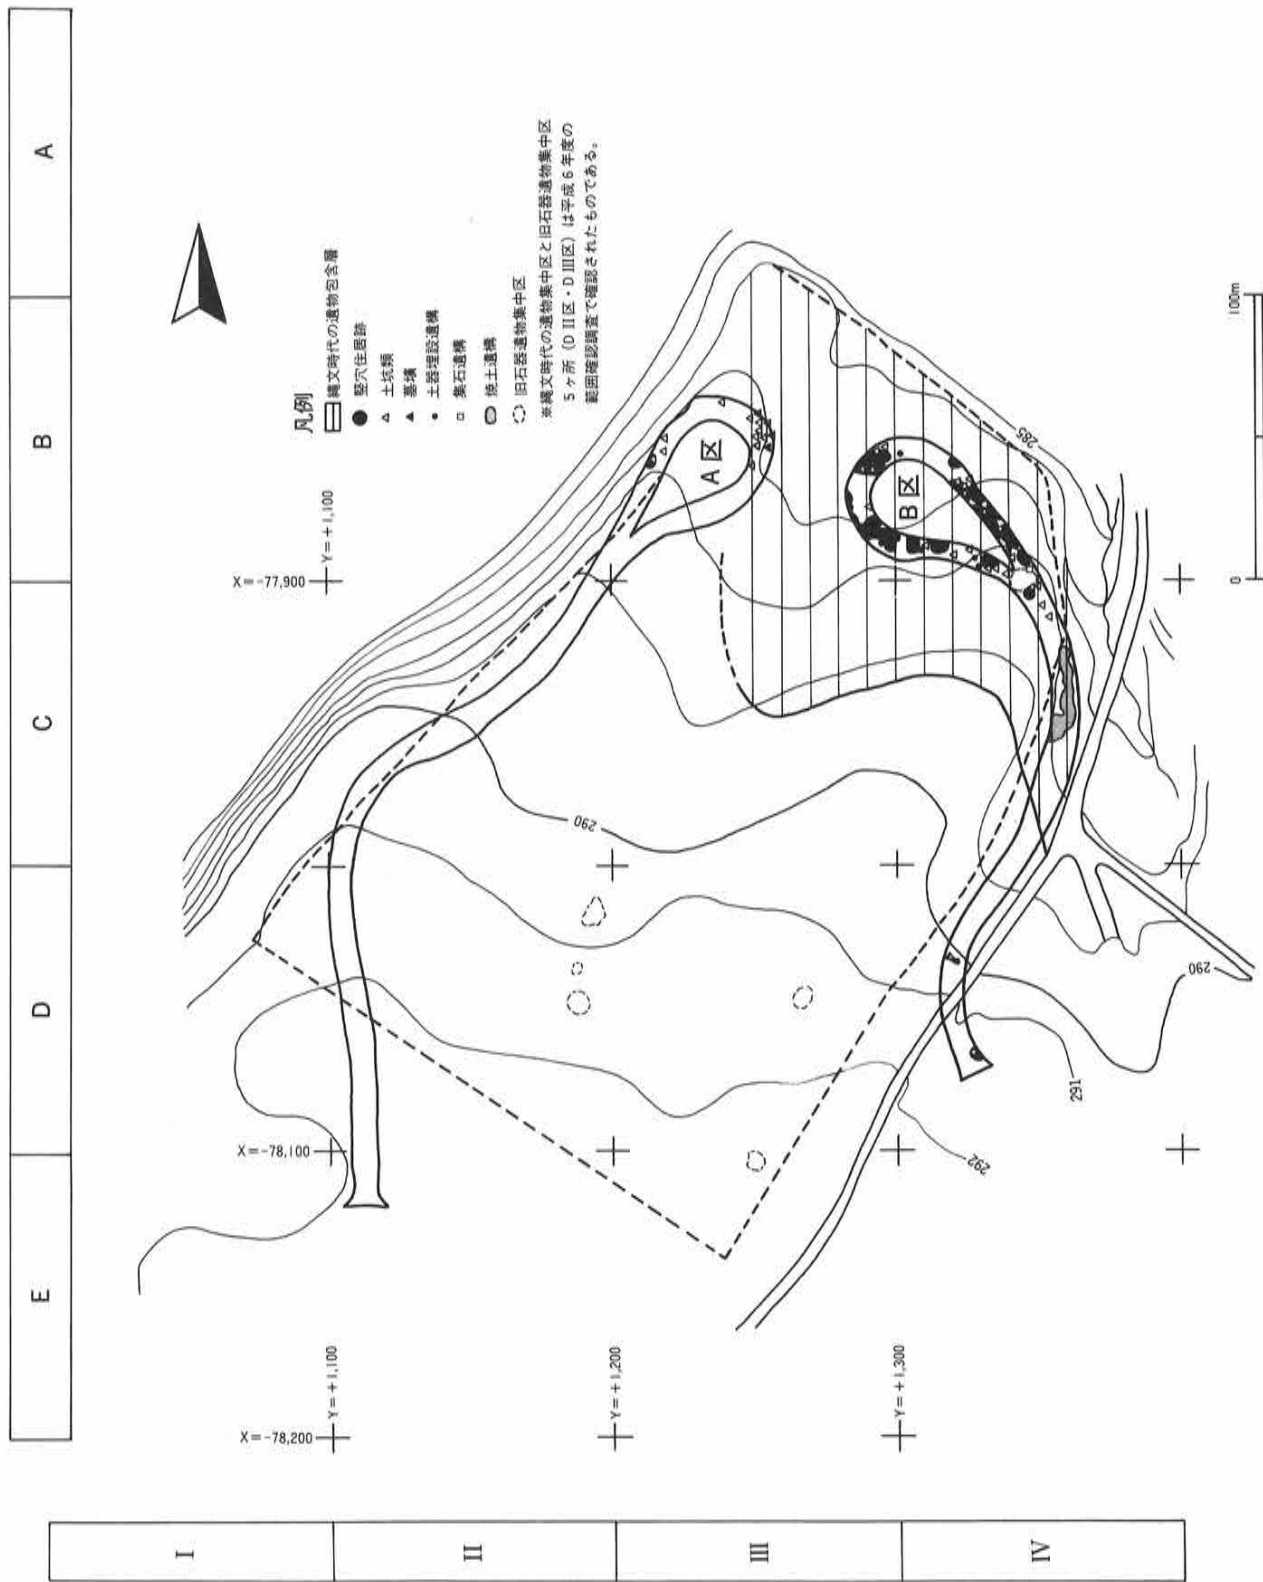 A
B
C
D
E
I
II
III
IV
凡例
縄文時代の遺物包含層
竪穴住居跡
土坑類
墓壙
土器埋設遺構
集石遺構
焼土遺構
旧石器遺物集中区
※縄文時代の遺物集中区と旧石器遺物集中区
5ヶ所（DⅡ区・DⅢ区）は平成6年度の
範囲確認調査で確認されたものである。
X=-77,900
Y=+1,100
A区
B区
285
290
290
291
292
X=-78,100
X=-78,200
Y=+1,100
Y=+1,200
Y=+1,300
0
100m